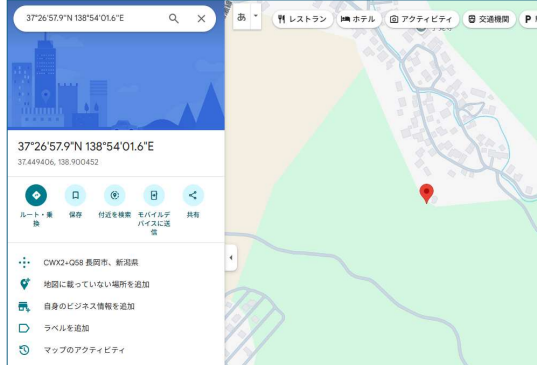 37°26'57.9"N 138°54'01.6"E
あ
レストラン
ホテル
アクティビティ
交通機関
P
37°26'57.9"N 138°54'01.6"E
37.449406, 138.900452
ルート・乗
換
保存
付近を検索
モバイルデ
バイスに送
信
共有
CWX2+Q58 長岡市、新潟県
地図に載っていない場所を追加
自身のビジネス情報を追加
ラベルを追加
マップのアクティビティ